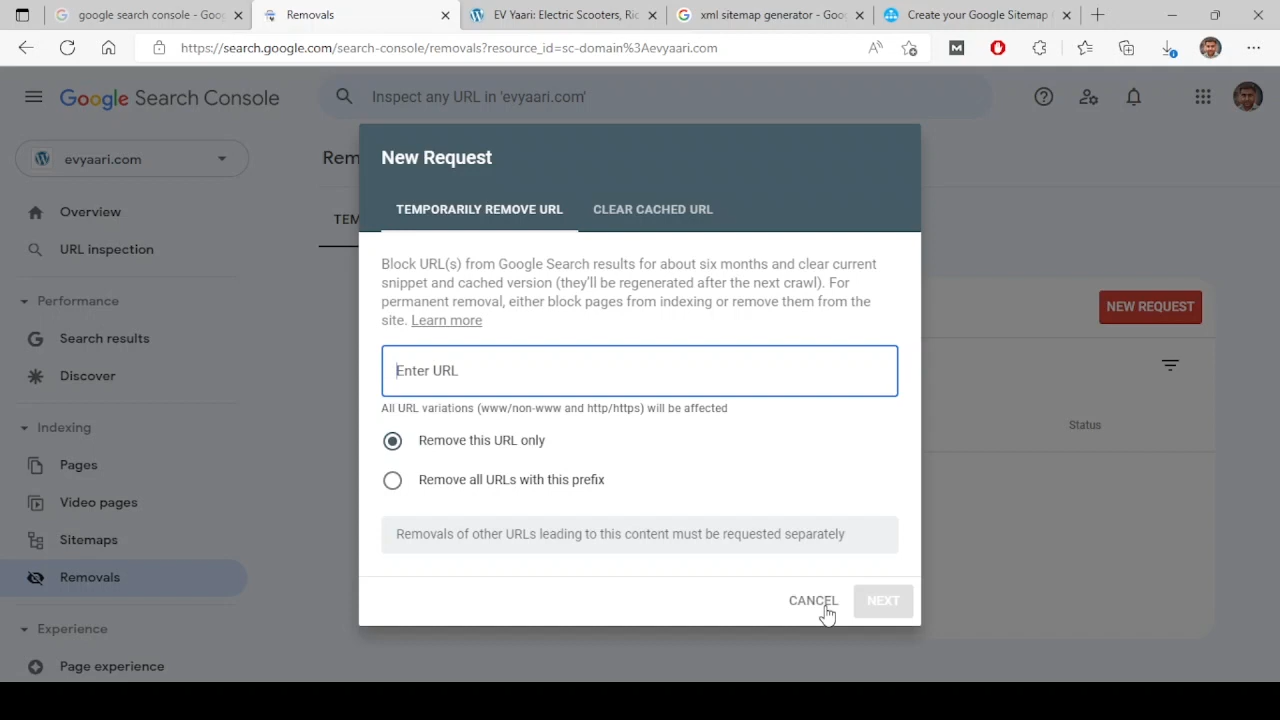 google search console - Goog
Removals
EV Yaari: Electric Scooters, Ric
xml sitemap generator - Goog
Create your Google Sitemap
https://search.google.com/search-console/removals?resource_id=sc-domain%3Aevyaari.com
Google Search Console
Inspect any URL in 'evyaari.com'
evyaari.com
Rem
TEM
Overview
URL inspection
Performance
Search results
Discover
Indexing
Pages
Video pages
Sitemaps
Removals
Experience
Page experience
New Request
TEMPORARILY REMOVE URL
CLEAR CACHED URL
Block URL(s) from Google Search results for about six months and clear current
snippet and cached version (they'll be regenerated after the next crawl). For
permanent removal, either block pages from indexing or remove them from the
site. Learn more
Enter URL
All URL variations (www/non-www and http/https) will be affected
Remove this URL only
Remove all URLs with this prefix
Removals of other URLs leading to this content must be requested separately
CANCEL
NEXT
NEW REQUEST
Status